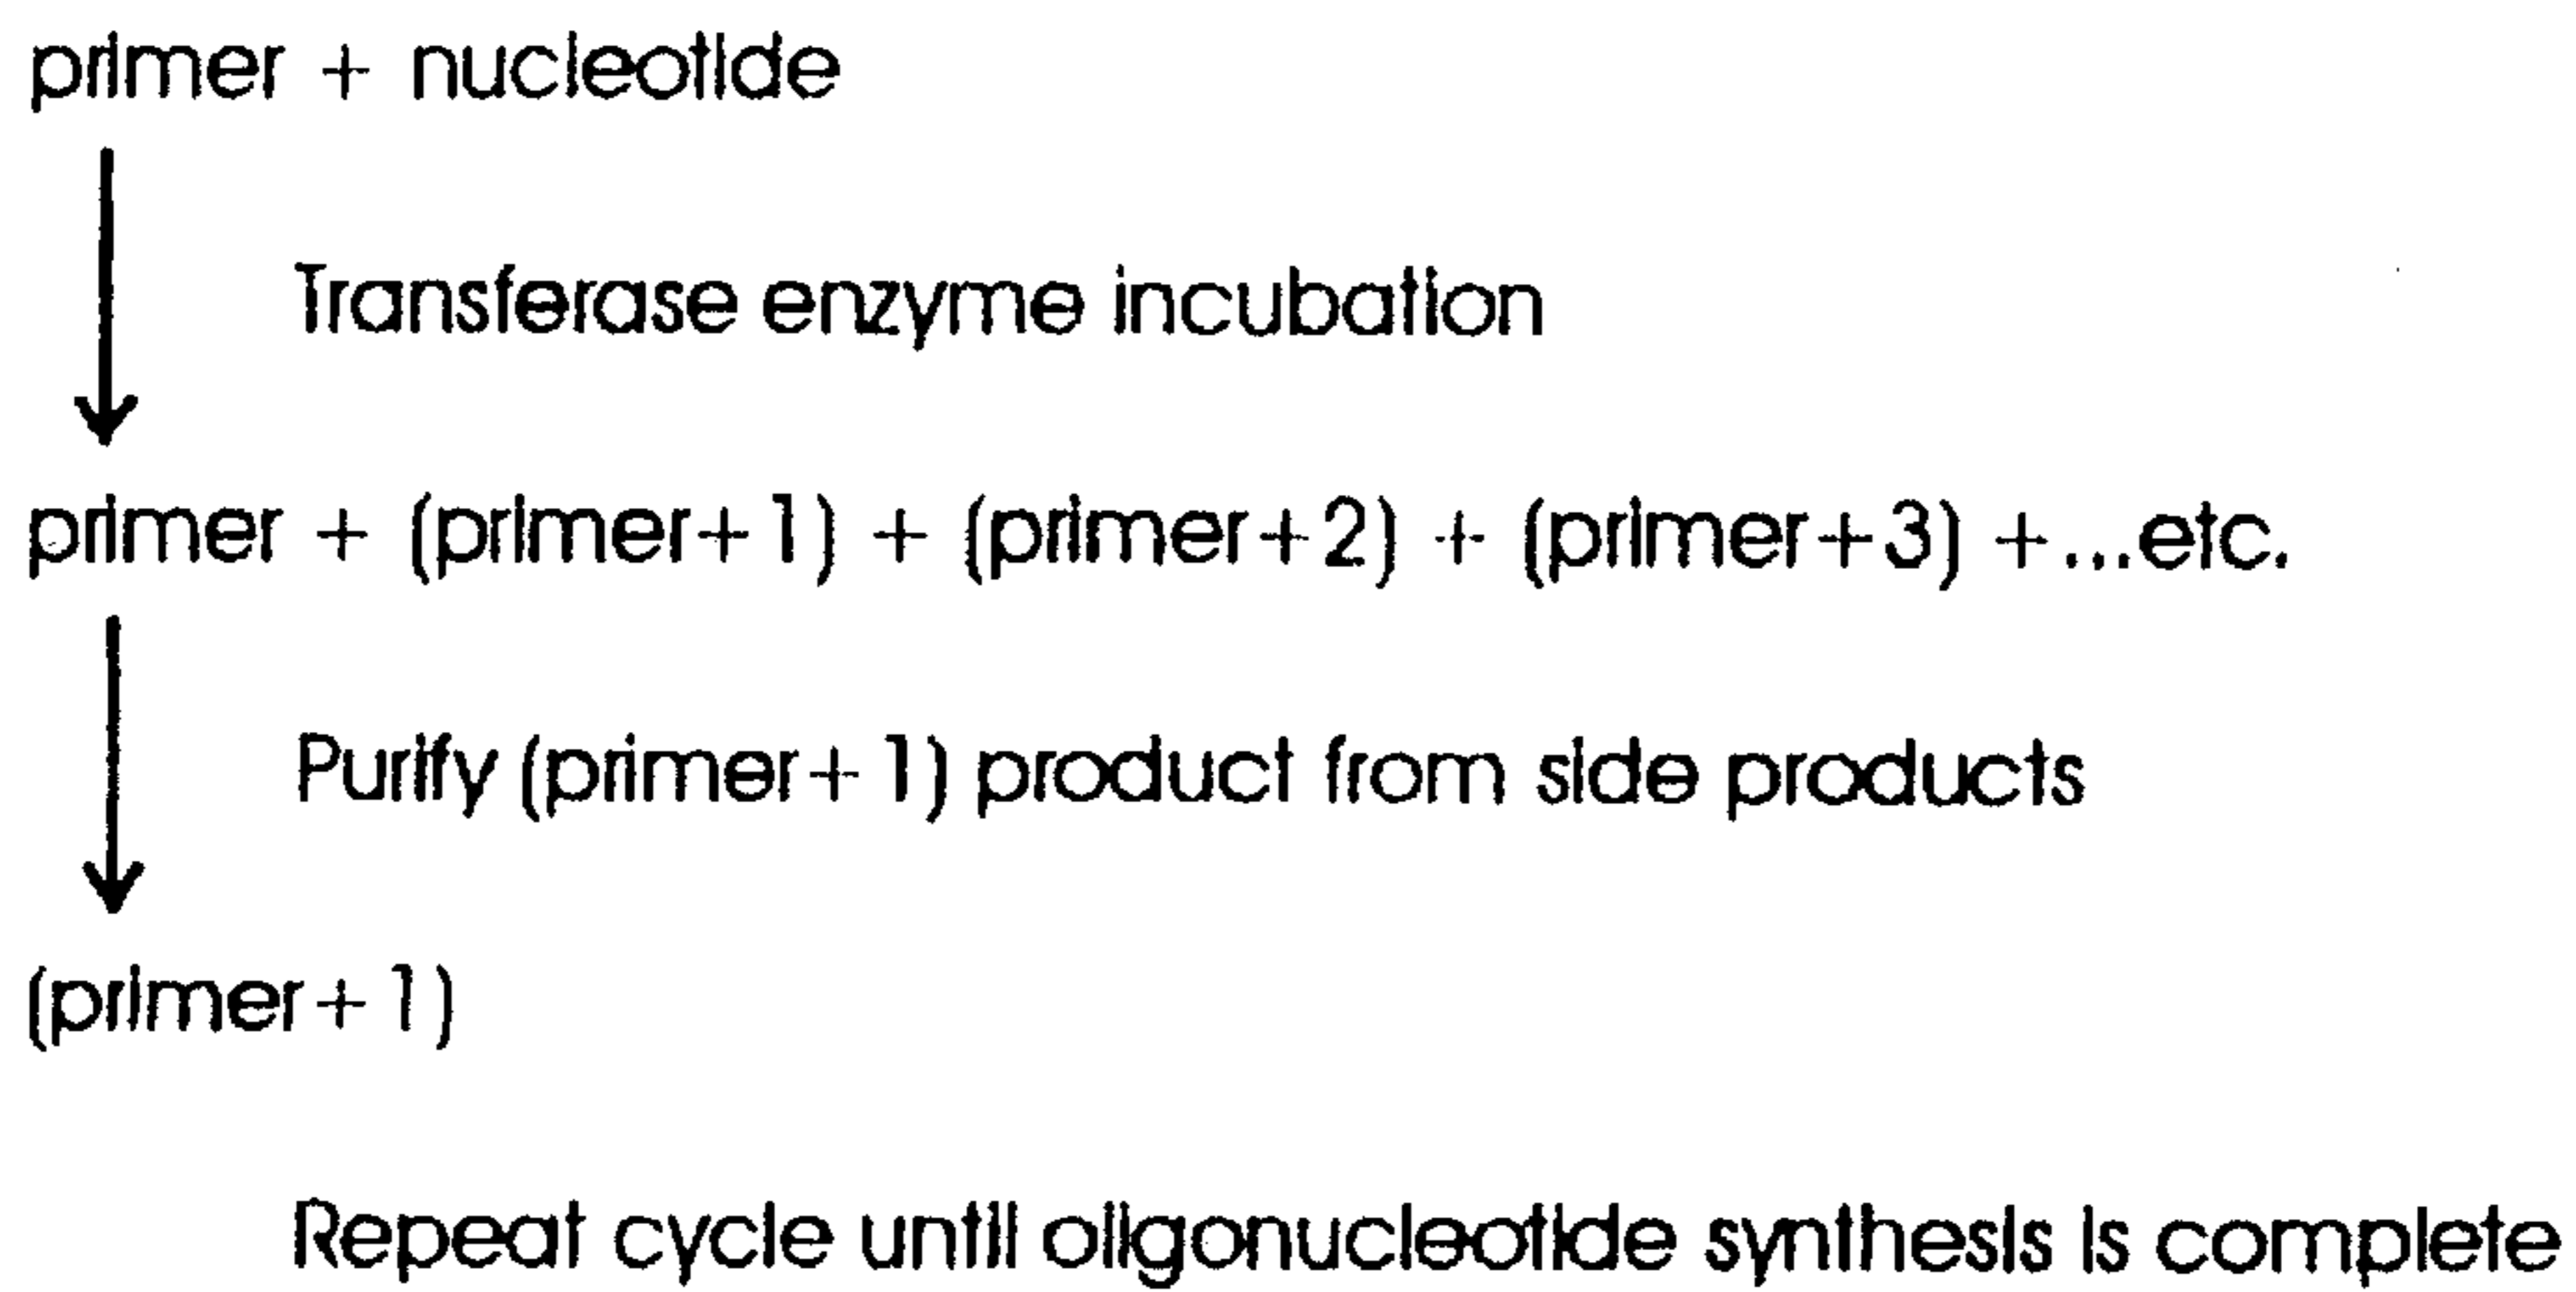 primer + nucleotide
Transferase enzyme incubation
primer + (primer+1) + (primer+2) + (primer+3) +...etc.
Purify (primer+1) product from side products
(primer+1)
Repeat cycle until oligonucleotide synthesis is complete